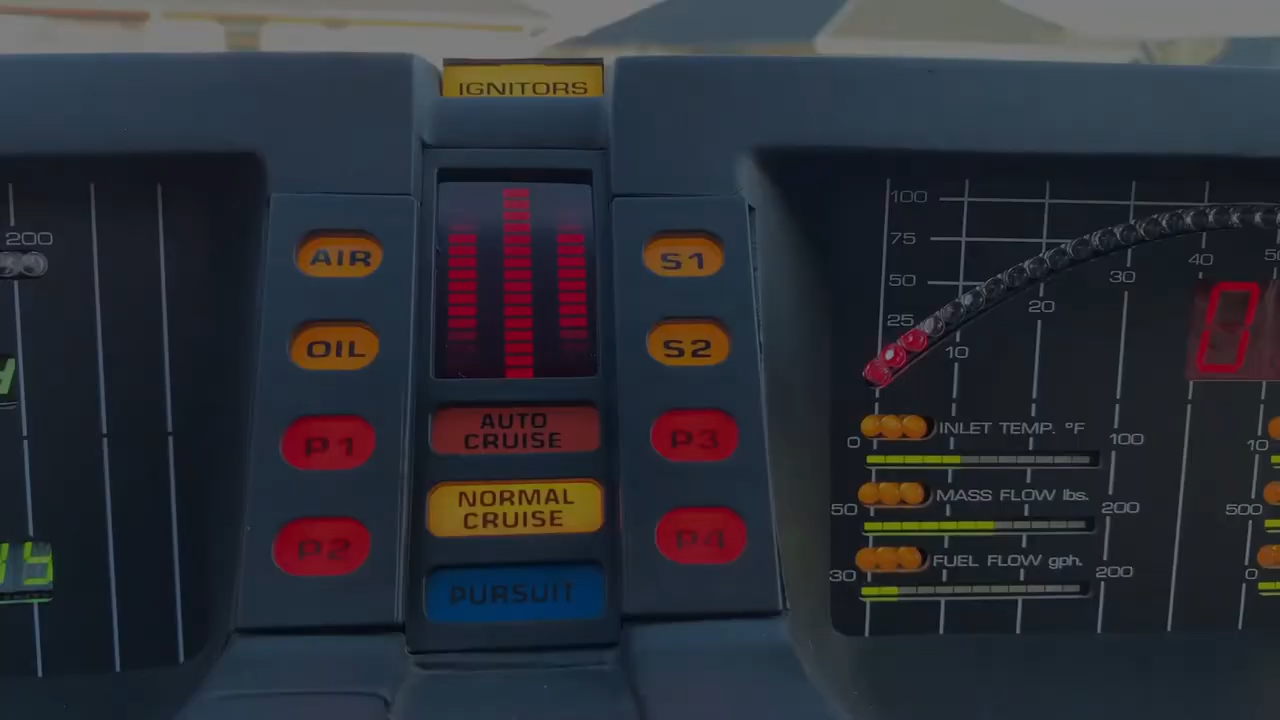 IGNITORS
200
AIR
OIL
P1
P2
AUTO
CRUISE
NORMAL
CRUISE
PURSUIT
S1
S2
P3
P4
100
75
50
25
10
20
30
40
0
INLET TEMP. °F
0
100
10
MASS FLOW lbs.
50
200
500
FUEL FLOW gph.
30
200
0